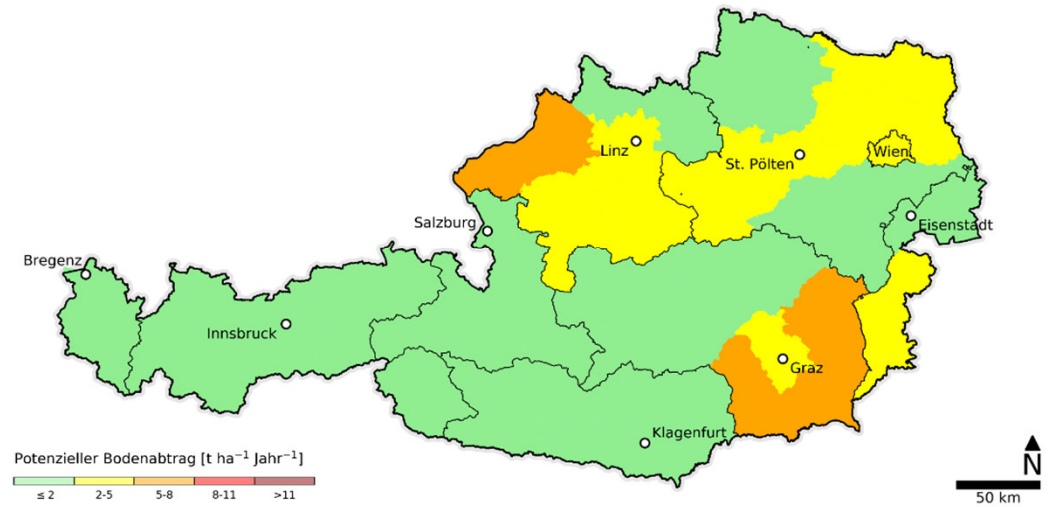 Linz
Wien
St. Pölten
Salzburg
Eisenstadt
Bregenz
Innsbruck
Graz
Klagenfurt
Potenzieller Bodenabtrag [t ha⁻¹ Jahr⁻¹]
≤ 2 2-5 5-8 8-11 >11
N
50 km